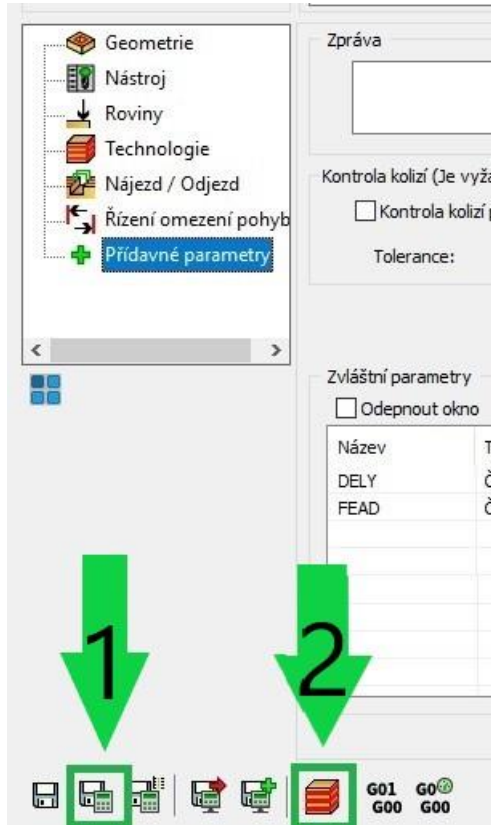 Geometrie
Nástroj
Roviny
Technologie
Nájezd / Odjezd
Řízení omezení pohyb
Přídavné parametry
Zpráva
Kontrola kolizí (Je vyža
Kontrola kolizí p
Tolerance:
Zvláštní parametry
Odepnout okno
Název T
DELY Č
FEAD Č
1
2
G01 G0
G00 G00